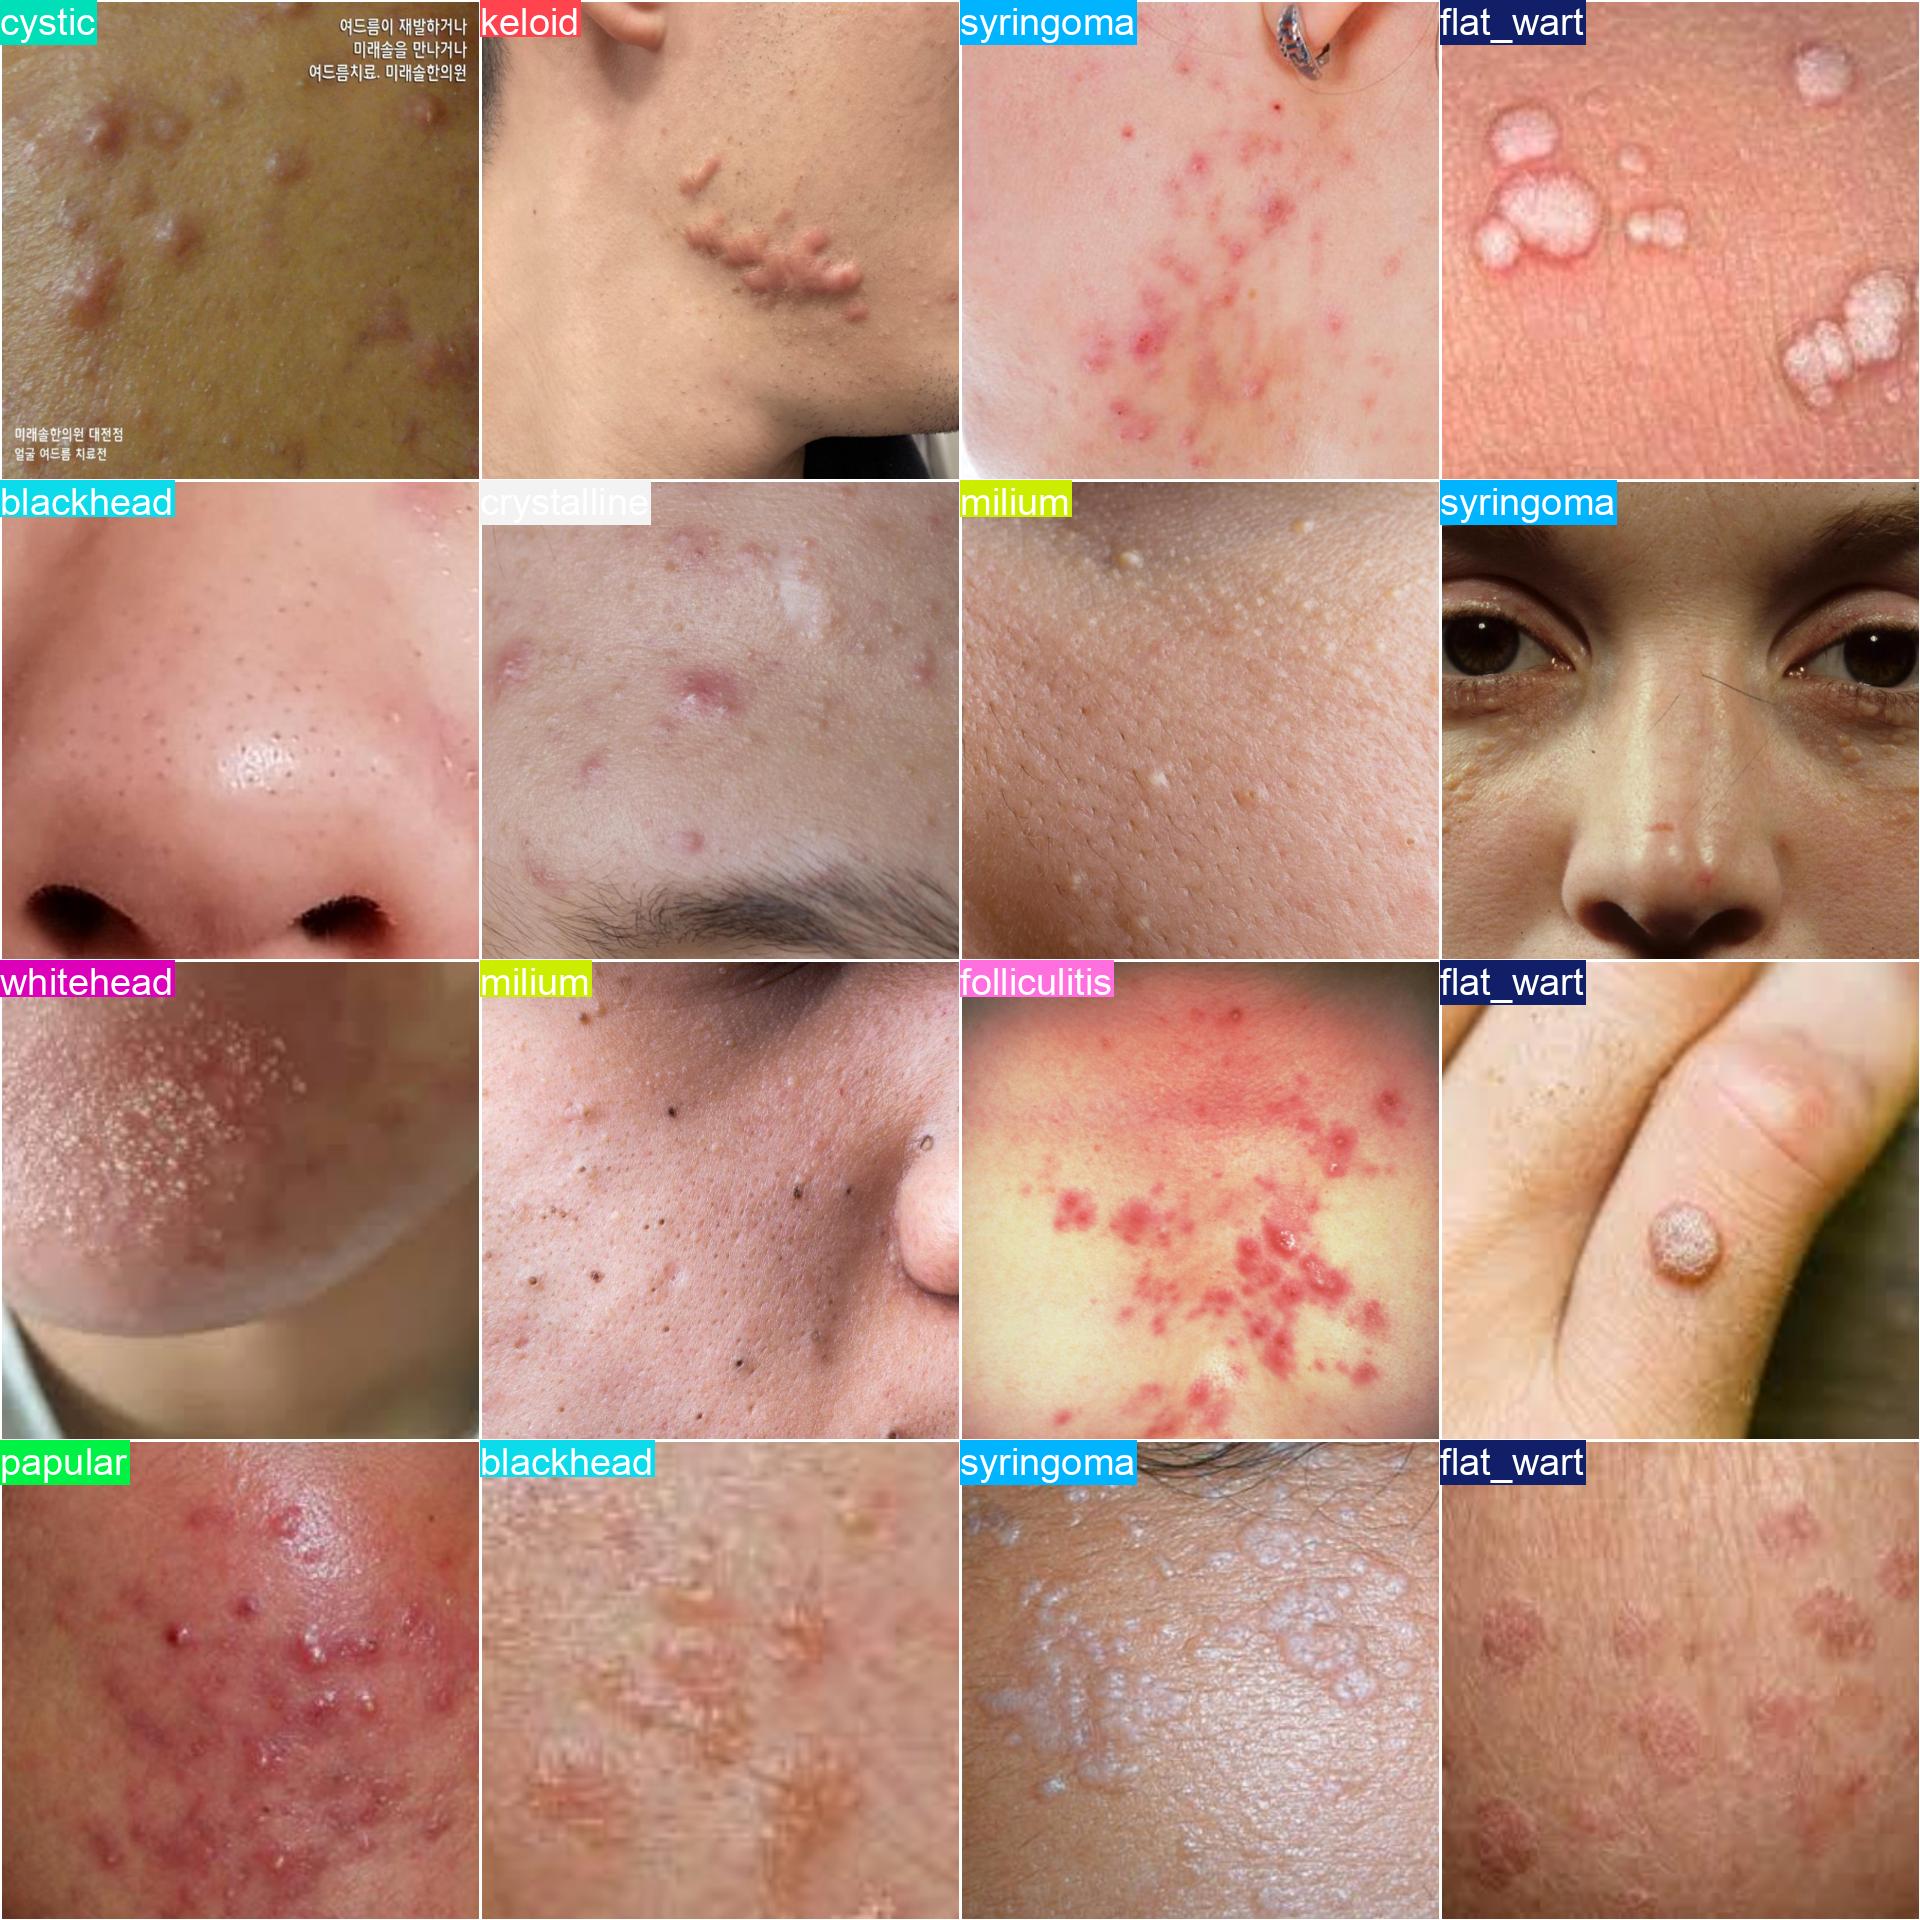 cystic
여드름이 재발하거나
미래솔을 만나거나
여드름치료. 미래솔한의원
미래솔한의원 대전점
얼굴 여드름 치료전
keloid
syringoma
flat_wart
blackhead
crystalline
milium
syringoma
whitehead
milium
folliculitis
flat_wart
papular
blackhead
syringoma
flat_wart